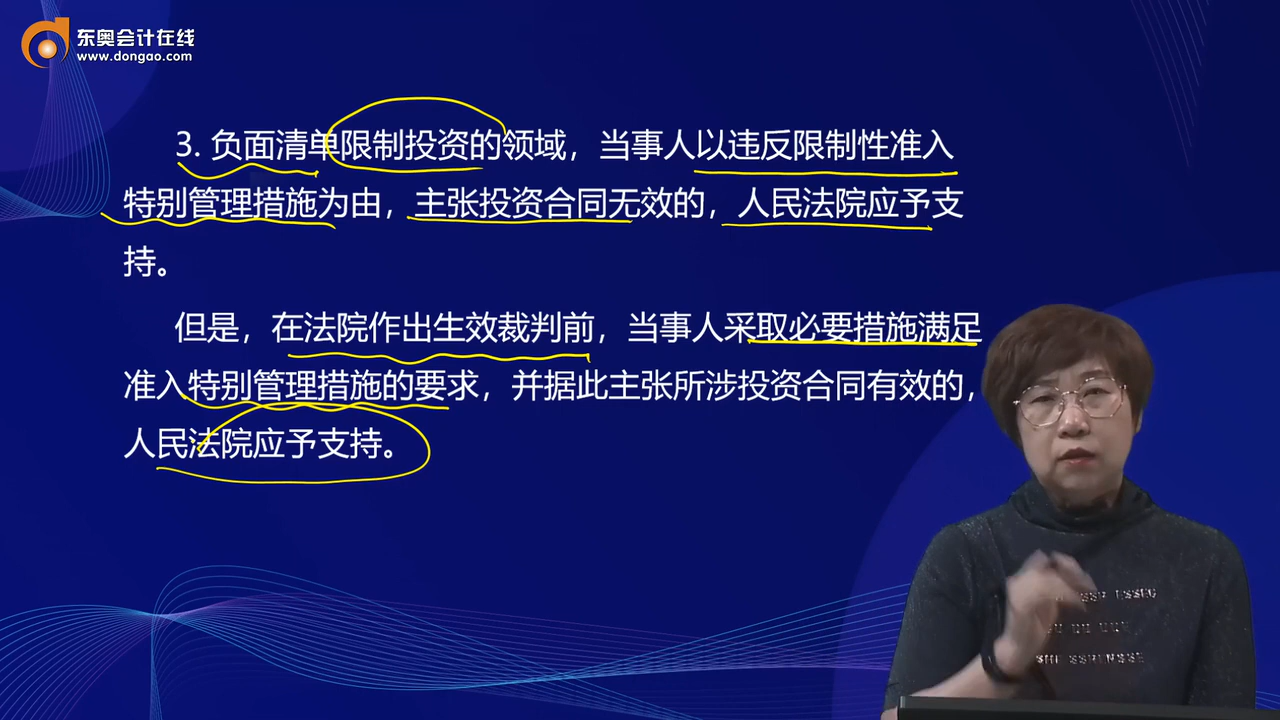 东奥会计在线
www.dongao.com
3. 负面清单限制投资的领域，当事人以违反限制性准入
特别管理措施为由，主张投资合同无效的，人民法院应予支
持。
但是，在法院作出生效裁判前，当事人采取必要措施满足
准入特别管理措施的要求，并据此主张所涉投资合同有效的，
人民法院应予支持。